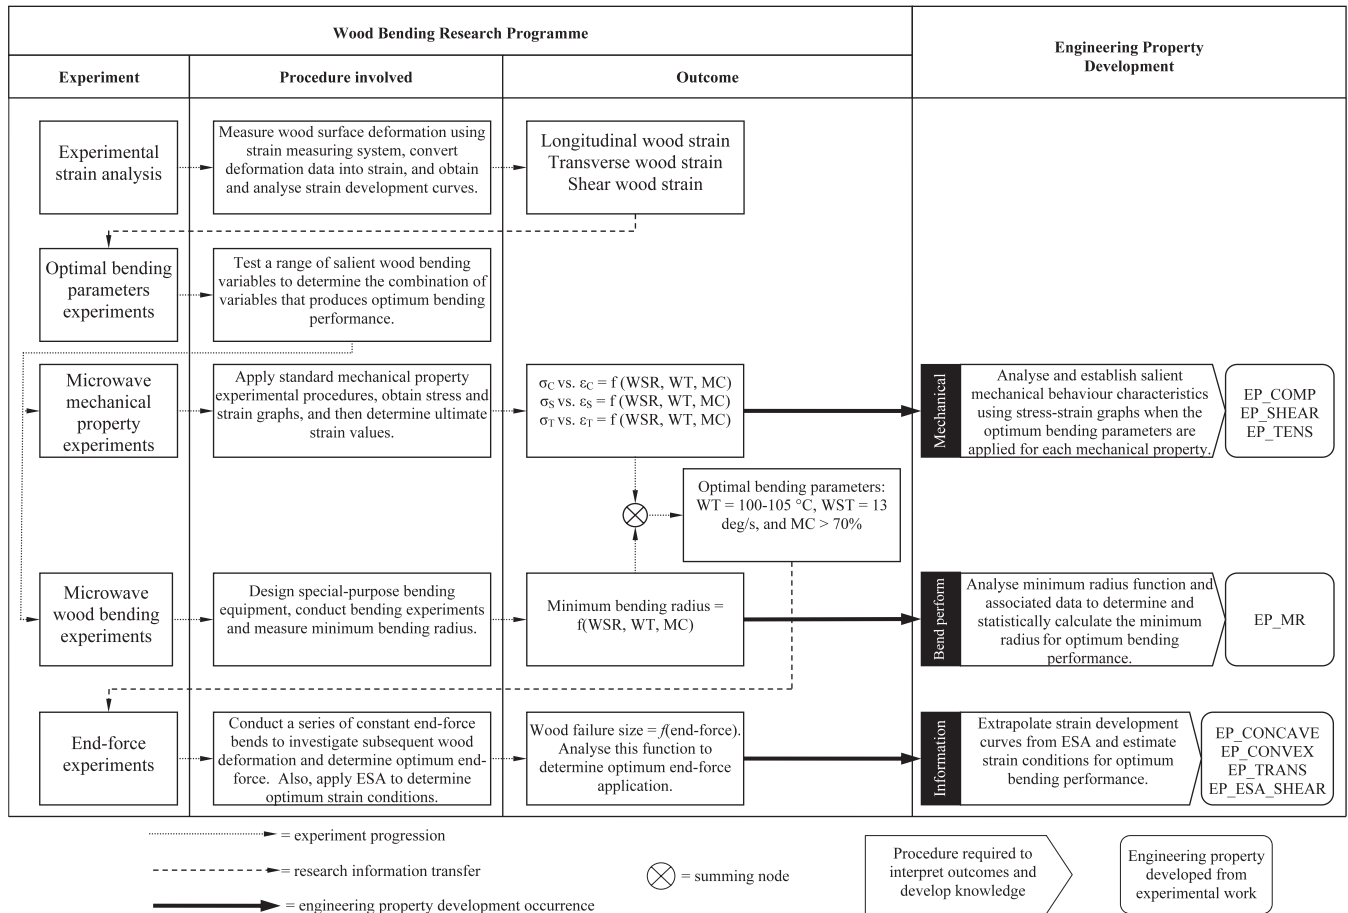 Wood Bending Research Programme
Engineering Property
Development
Experiment
Procedure involved
Outcome
Experimental
strain analysis
Measure wood surface deformation using
strain measuring system, convert
deformation data into strain, and obtain
and analyse strain development curves.
Longitudinal wood strain
Transverse wood strain
Shear wood strain
Optimal bending
parameters
experiments
Test a range of salient wood bending
variables to determine the combination of
variables that produces optimum bending
performance.
Microwave
mechanical
property
experiments
Apply standard mechanical property
experimental procedures, obtain stress and
strain graphs, and then determine ultimate
strain values.
σC vs. εC = f (WSR, WT, MC)
σS vs. εS = f (WSR, WT, MC)
σT vs. εT = f (WSR, WT, MC)
Mechanical
Analyse and establish salient
mechanical behaviour characteristics
using stress-strain graphs when the
optimum bending parameters are
applied for each mechanical property.
EP_COMP
EP_SHEAR
EP_TENS
Optimal bending parameters:
WT = 100-105 °C, WST = 13
deg/s, and MC > 70%
Microwave
wood bending
experiments
Design special-purpose bending
equipment, conduct bending experiments
and measure minimum bending radius.
Minimum bending radius =
f(WSR, WT, MC)
Bend perform
Analyse minimum radius function and
associated data to determine and
statistically calculate the minimum
radius for optimum bending
performance.
EP_MR
End-force
experiments
Conduct a series of constant end-force
bends to investigate subsequent wood
deformation and determine optimum end-
force. Also, apply ESA to determine
optimum strain conditions.
Wood failure size = f(end-force).
Analyse this function to
determine optimum end-force
application.
Information
Extrapolate strain development
curves from ESA and estimate
strain conditions for optimum
bending performance.
EP_CONCAVE
EP_CONVEX
EP_TRANS
EP_ESA_SHEAR
= experiment progression
= research information transfer
= engineering property development occurrence
= summing node
Procedure required to
interpret outcomes and
develop knowledge
Engineering property
developed from
experimental work